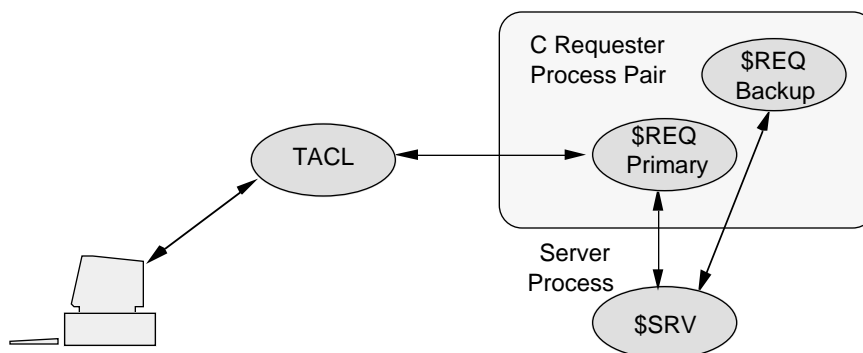 C Requester
Process Pair
$REQ
Backup
$REQ
Primary
TACL
Server
Process
$SRV